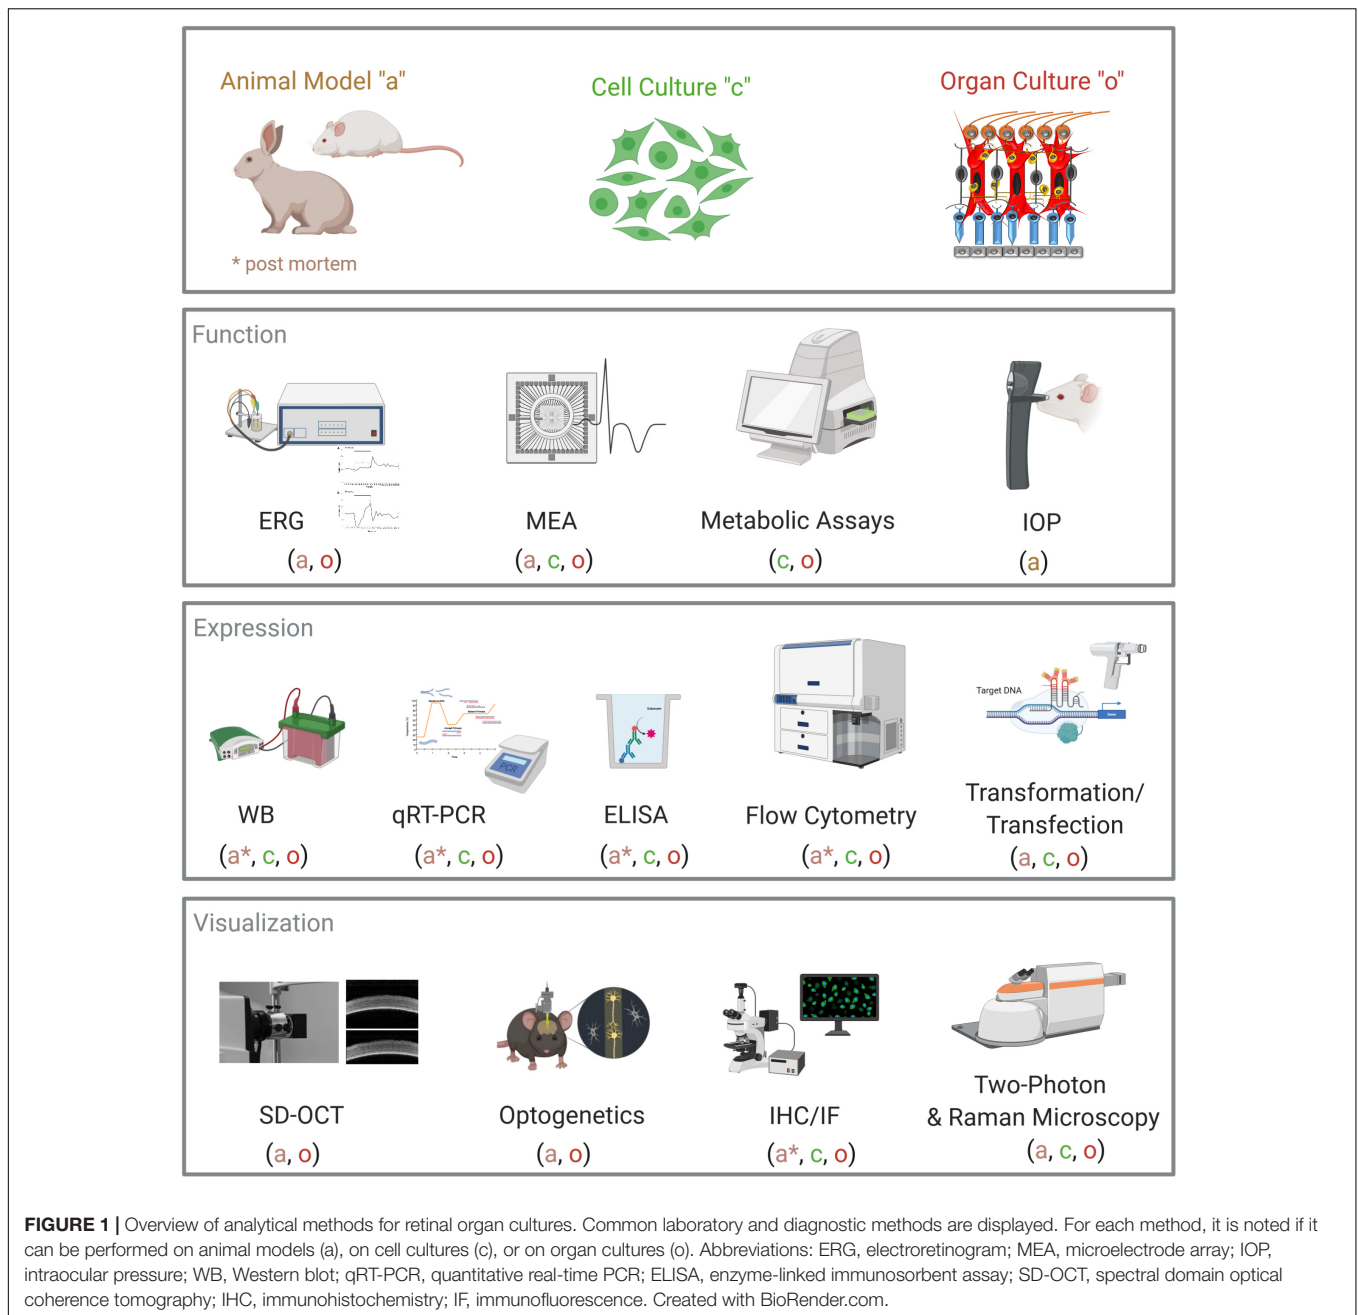 Animal Model "a"
Cell Culture "c"
Organ Culture "o"
* post mortem
Function
ERG
(a, o)
MEA
(a, c, o)
Metabolic Assays
(c, o)
IOP
(a)
Expression
WB
(a*, c, o)
PCR
qRT-PCR
(a*, c, o)
ELISA
(a*, c, o)
Flow Cytometry
(a*, c, o)
Target DNA
Transformation/
Transfection
(a, c, o)
Visualization
SD-OCT
(a, o)
Optogenetics
(a, o)
IHC/IF
(a*, c, o)
Two-Photon
& Raman Microscopy
(a, c, o)
FIGURE 1 | Overview of analytical methods for retinal organ cultures. Common laboratory and diagnostic methods are displayed. For each method, it is noted if it
can be performed on animal models (a), on cell cultures (c), or on organ cultures (o). Abbreviations: ERG, electroretinogram; MEA, microelectrode array; IOP,
intraocular pressure; WB, Western blot; qRT-PCR, quantitative real-time PCR; ELISA, enzyme-linked immunosorbent assay; SD-OCT, spectral domain optical
coherence tomography; IHC, immunohistochemistry; IF, immunofluorescence. Created with BioRender.com.